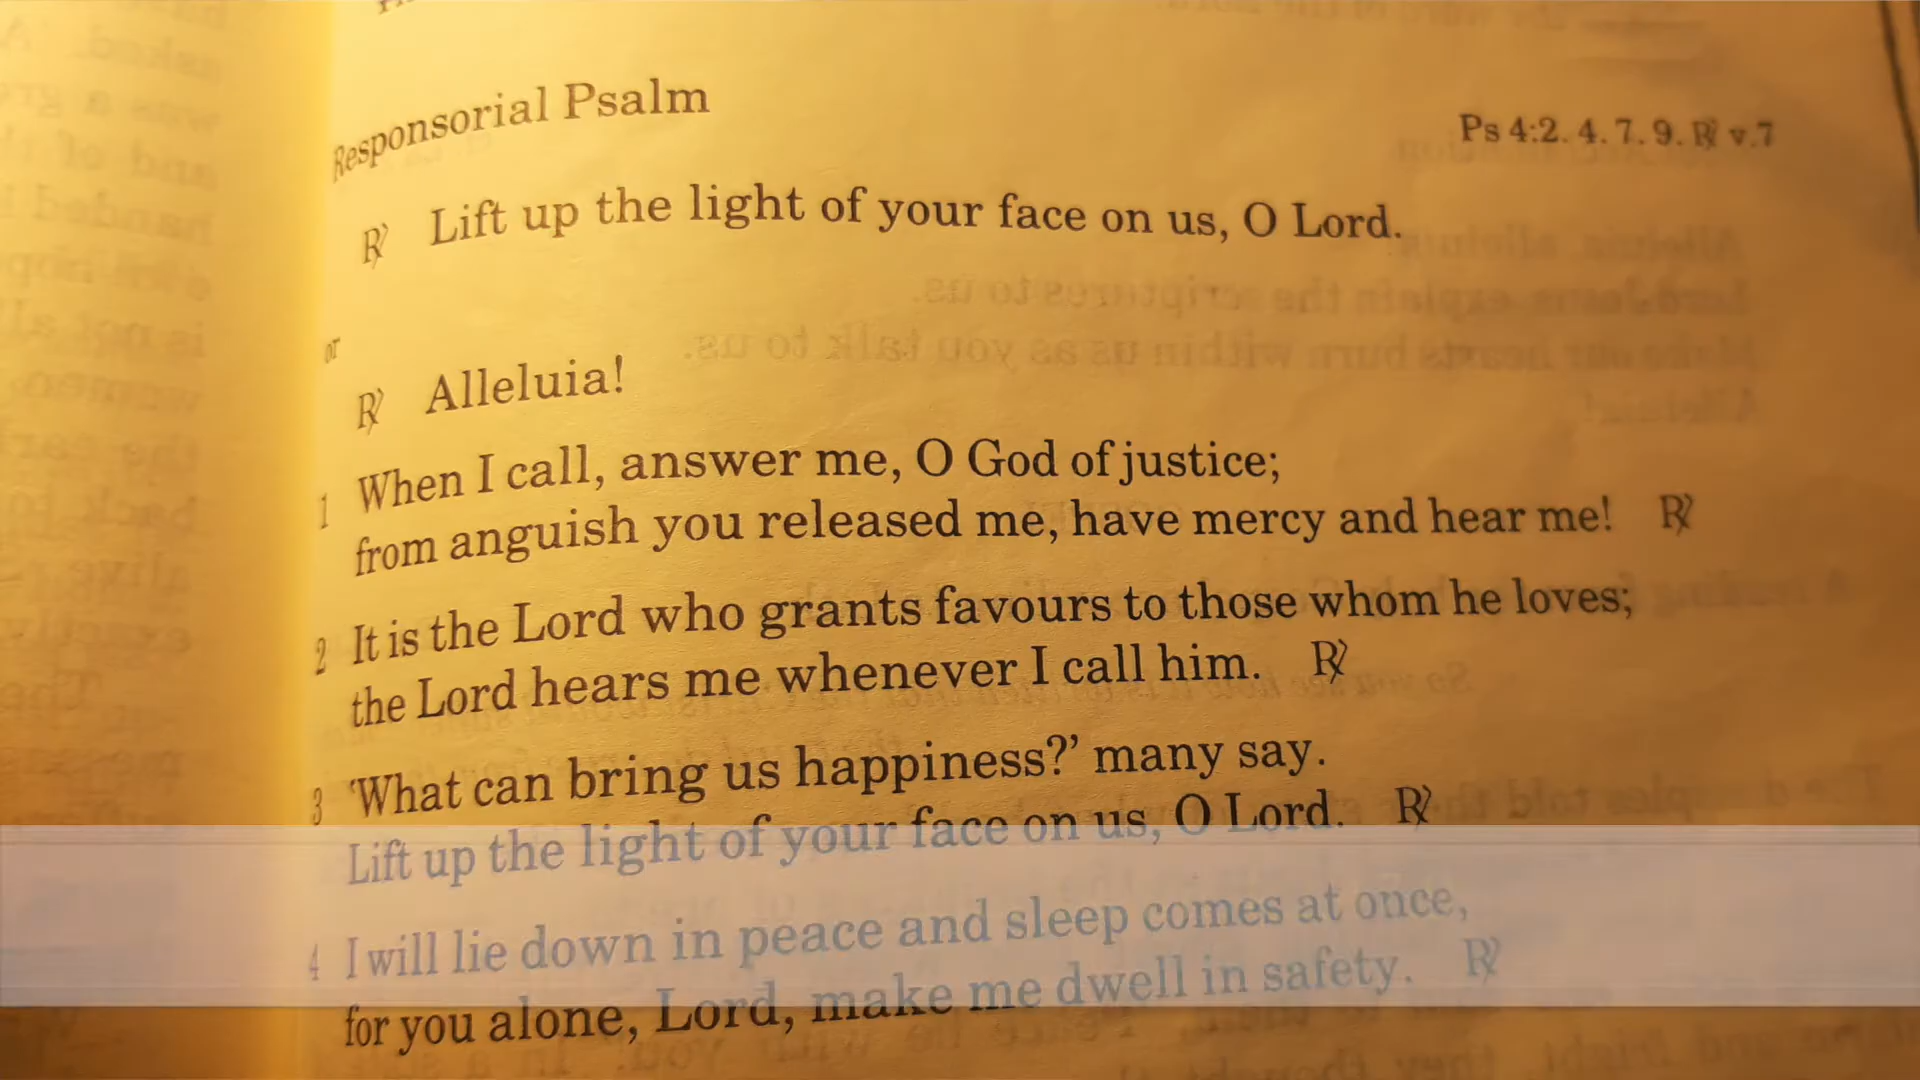 Responsorial Psalm
Ps 4:2. 4. 7. 9. ℟ v.7
℟ Lift up the light of your face on us, O Lord.
or
℟ Alleluia!
1 When I call, answer me, O God of justice;
from anguish you released me, have mercy and hear me! ℟
2 It is the Lord who grants favours to those whom he loves;
the Lord hears me whenever I call him. ℟
3 ‘What can bring us happiness?’ many say.
Lift up the light of your face on us, O Lord. ℟
4 I will lie down in peace and sleep comes at once,
for you alone, Lord, make me dwell in safety. ℟